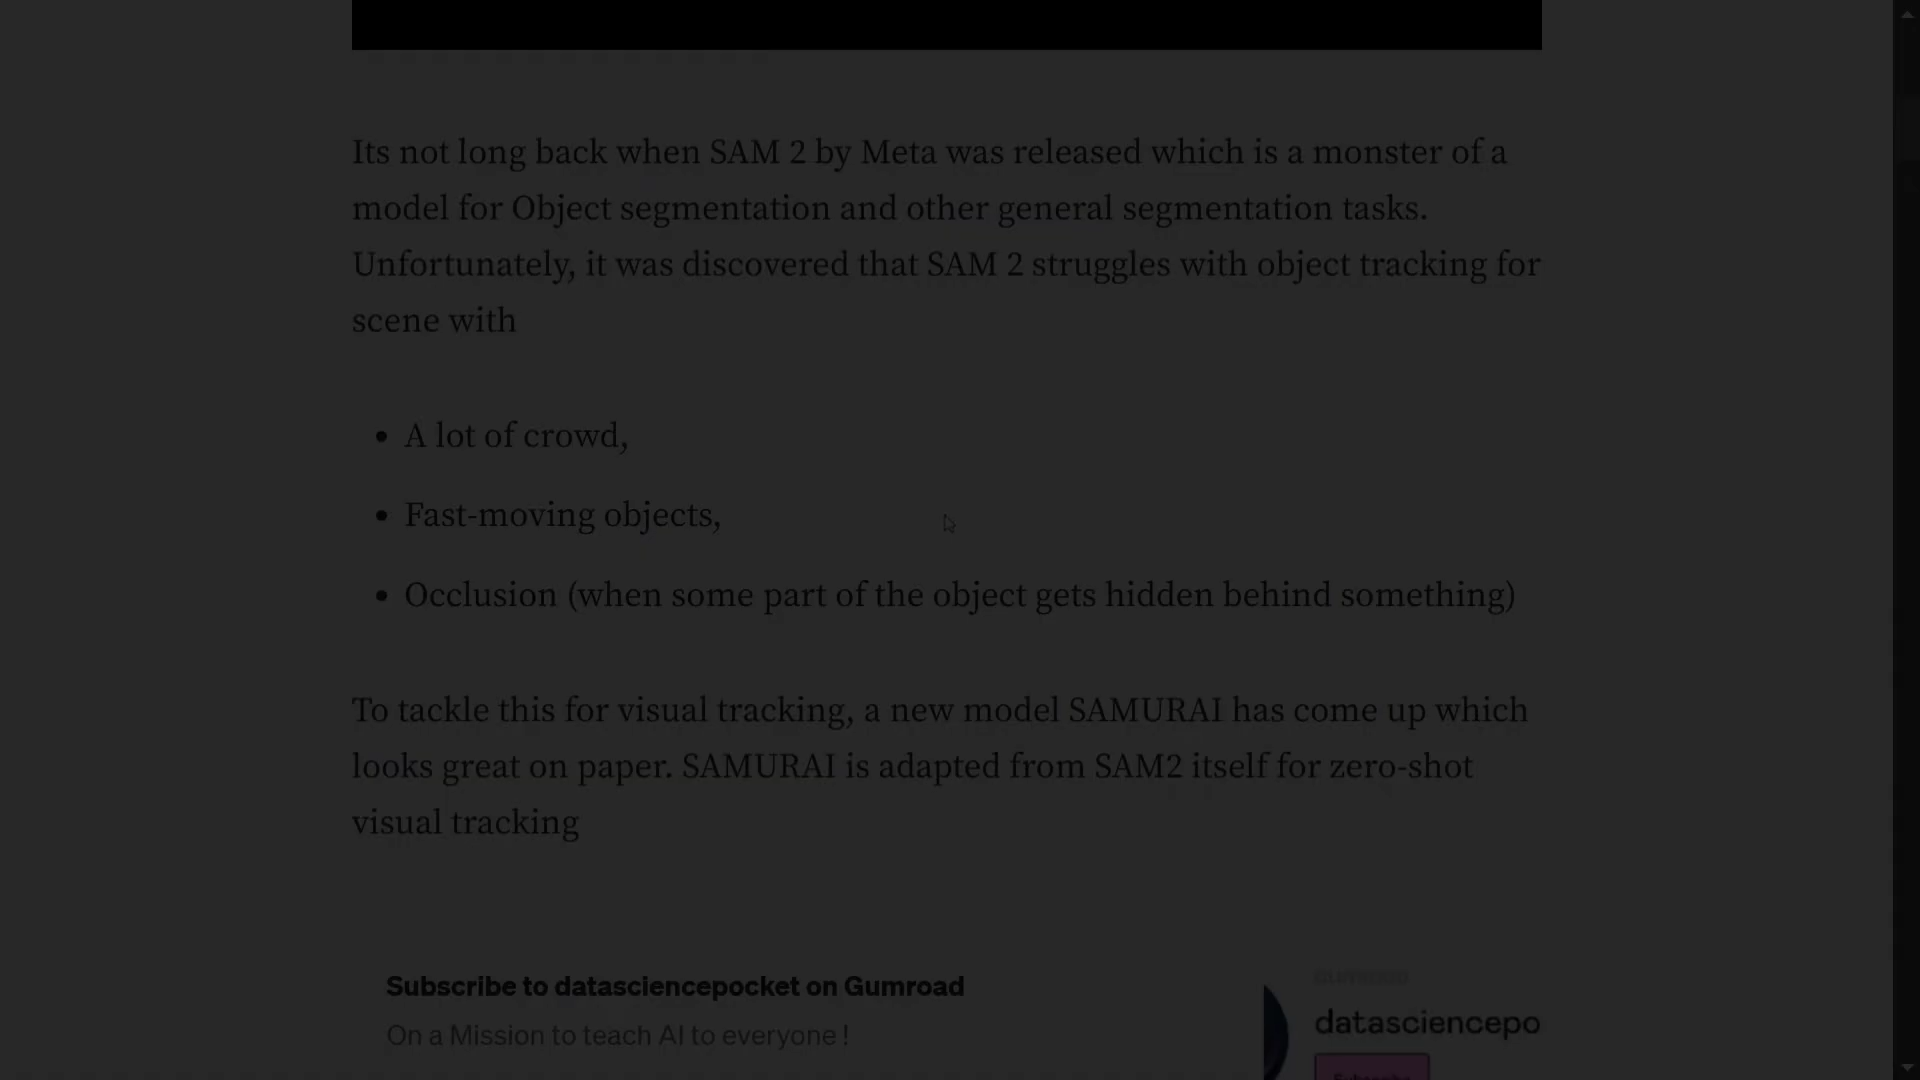 Its not long back when SAM 2 by Meta was released which is a monster of a
model for Object segmentation and other general segmentation tasks.
Unfortunately, it was discovered that SAM 2 struggles with object tracking for
scene with
• A lot of crowd,
• Fast-moving objects,
• Occlusion (when some part of the object gets hidden behind something)
To tackle this for visual tracking, a new model SAMURAI has come up which
looks great on paper. SAMURAI is adapted from SAM2 itself for zero-shot
visual tracking
Subscribe to datasciencepocket on Gumroad
On a Mission to teach AI to everyone !
datasciencepo